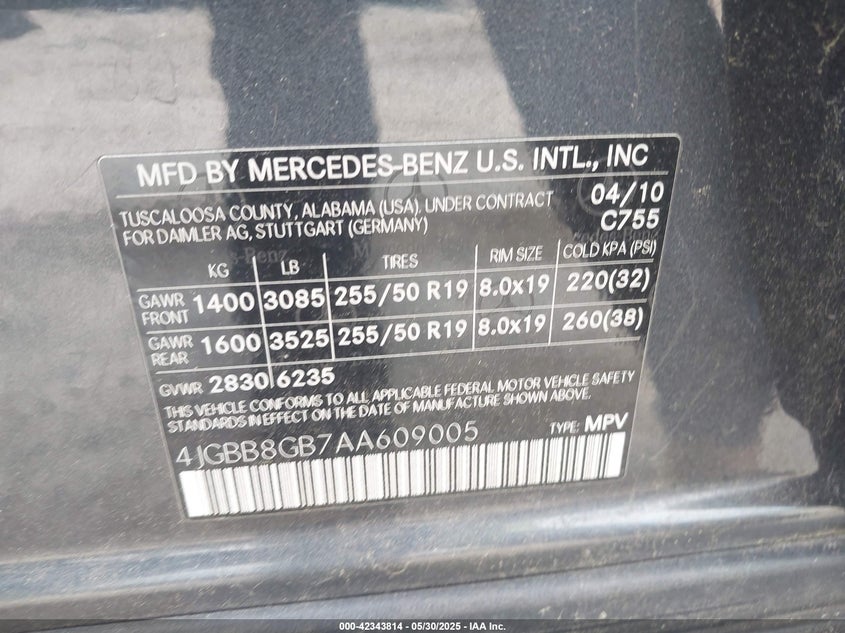 MFD BY MERCEDES-BENZ U.S. INTL., INC
TUSCALOOSA COUNTY, ALABAMA (USA), UNDER CONTRACT 04/10
FOR DAIMLER AG, STUTTGART (GERMANY) C755
KG LB TIRES RIM SIZE COLD KPA (PSI)
GAWR FRONT 1400 3085 255/50 R19 8.0x19 220(32)
GAWR REAR 1600 3525 255/50 R19 8.0x19 260(38)
GVWR 2830 6235
THIS VEHICLE CONFORMS TO ALL APPLICABLE FEDERAL MOTOR VEHICLE SAFETY
STANDARDS IN EFFECT ON THE DATE OF MANUFACTURE SHOWN ABOVE.
4JGBB8GB7AA609005 TYPE: MPV
000-42343814 - 05/30/2025 - IAA Inc.